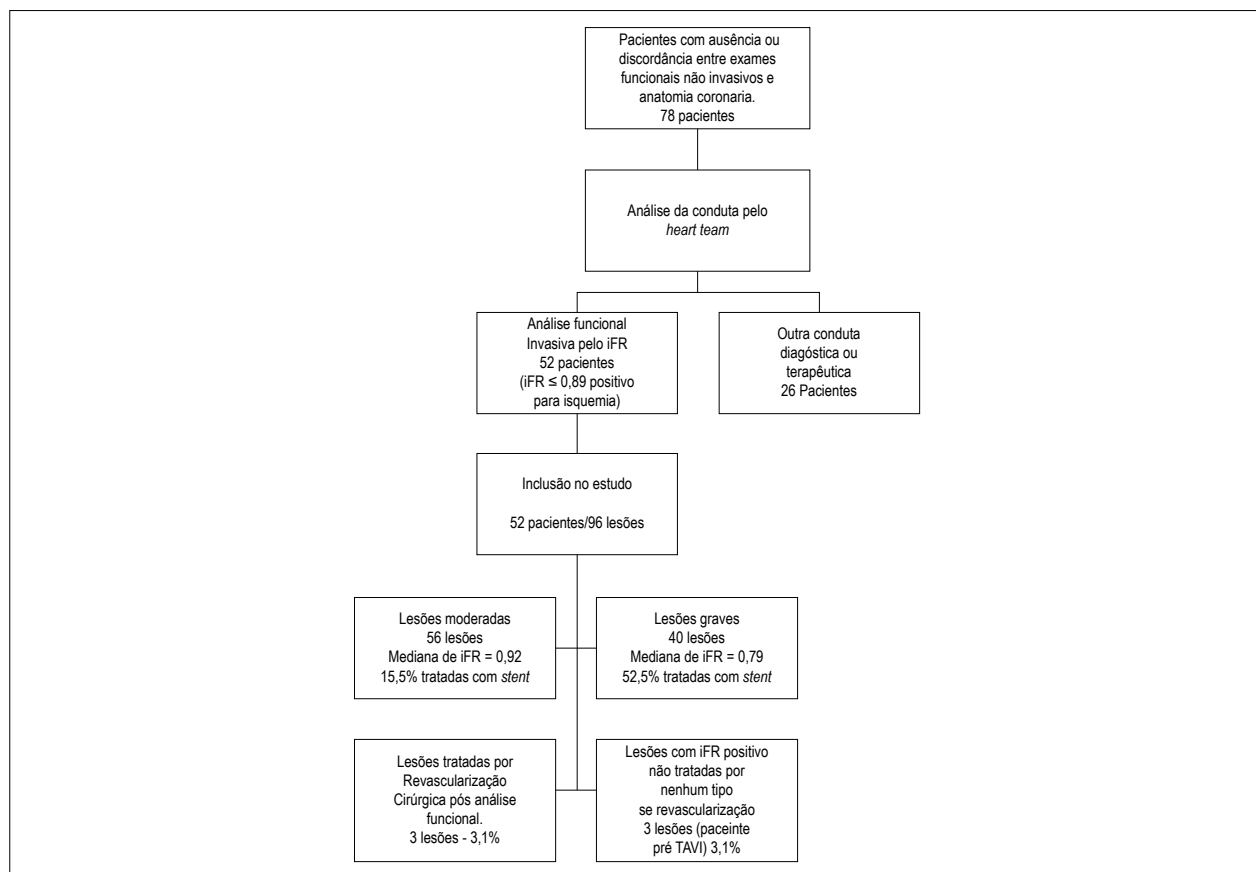 Pacientes com ausência ou
discordância entre exames
funcionais não invasivos e
anatomia coronaria.
78 pacientes
Análise da conduta pelo
heart team
Análise funcional
Invasiva pelo iFR
52 pacientes
(iFR ≤ 0,89 positivo
para isquemia)
Outra conduta
diagóstica ou
terapêutica
26 Pacientes
Inclusão no estudo
52 pacientes/96 lesões
Lesões moderadas
56 lesões
Mediana de iFR = 0,92
15,5% tratadas com stent
Lesões graves
40 lesões
Mediana de iFR = 0,79
52,5% tratadas com stent
Lesões tratadas por
Revascularização
Cirúrgica pós análise
funcional.
3 lesões - 3,1%
Lesões com iFR positivo
não tratadas por
nenhum tipo
se revascularização
3 lesões (paceinte
pré TAVI) 3,1%